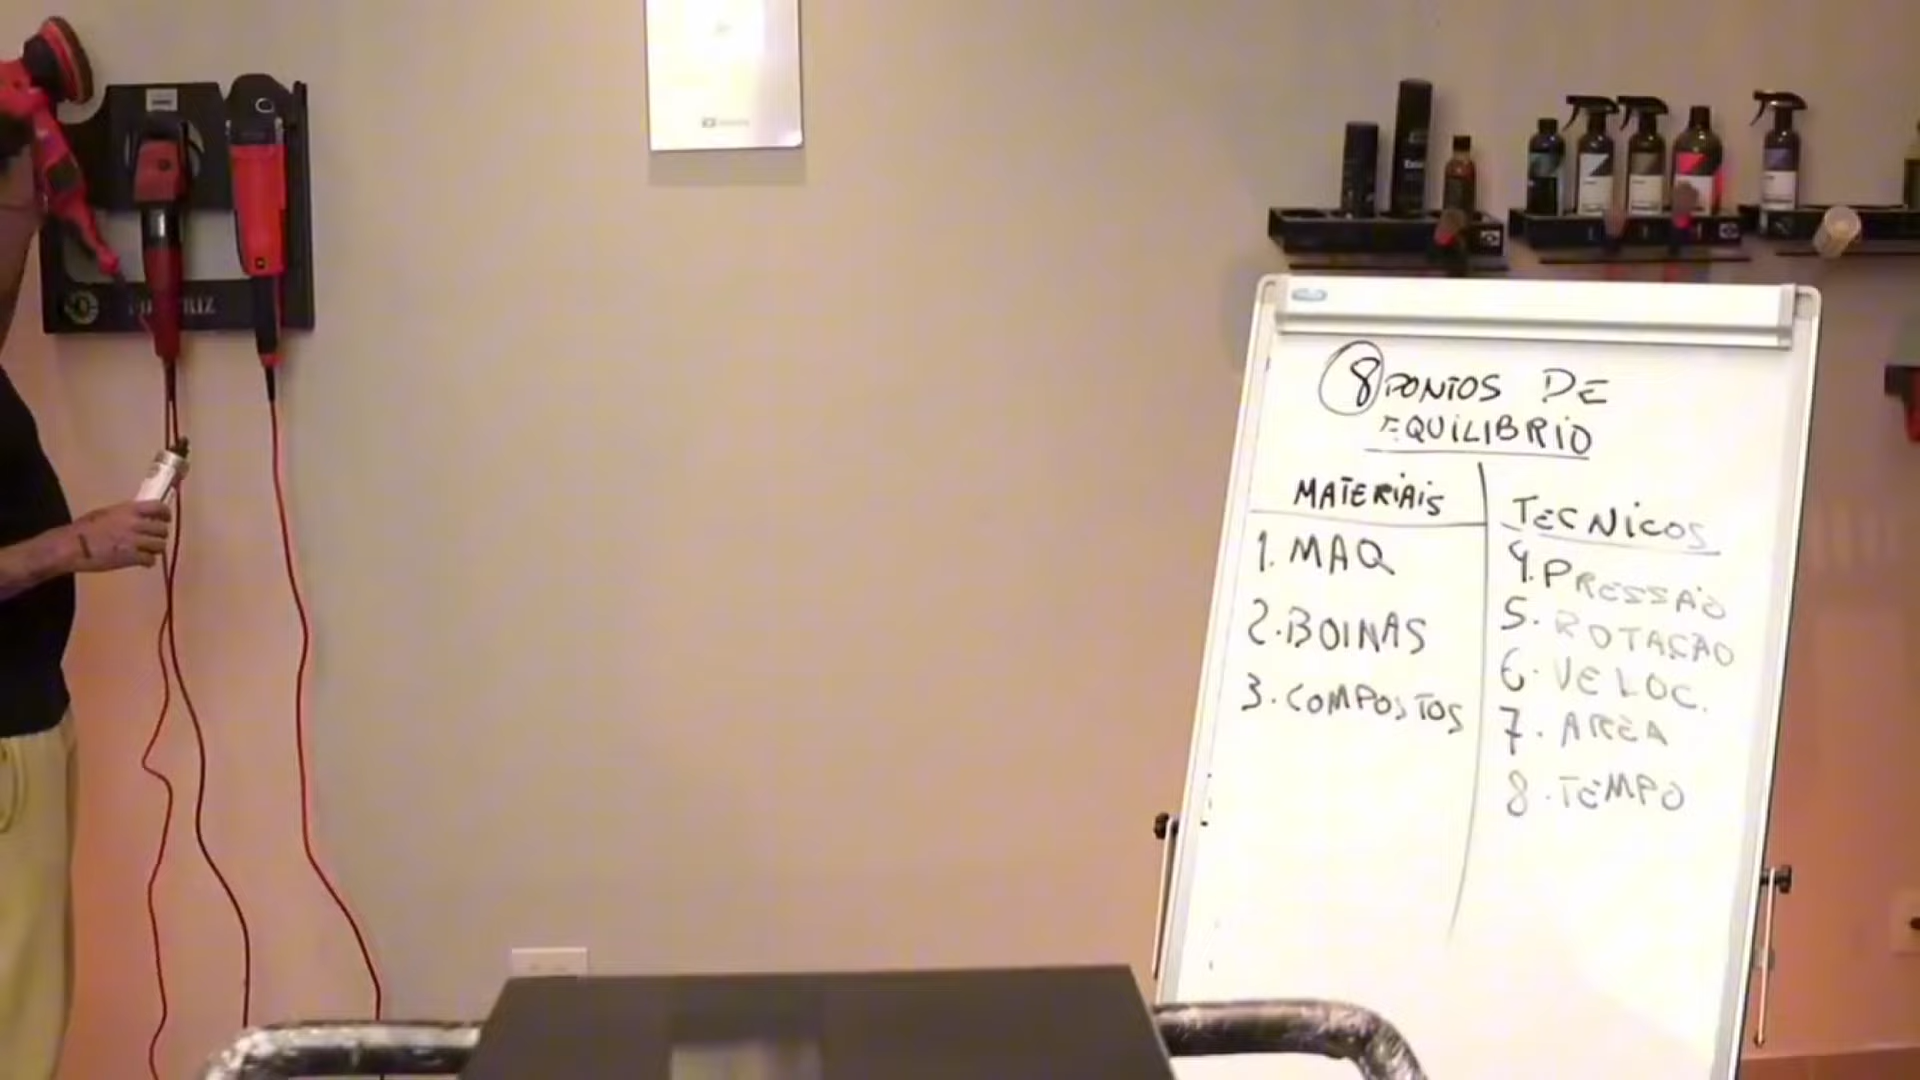 8 PONTOS DE
EQUILIBRIO
MATERIAIS
1. MAQ
2. BOINAS
3. COMPOSTOS
TECNICOS
4. PRESSÃO
5. ROTAÇÃO
6. VELOC.
7. AREA
8. TEMPO